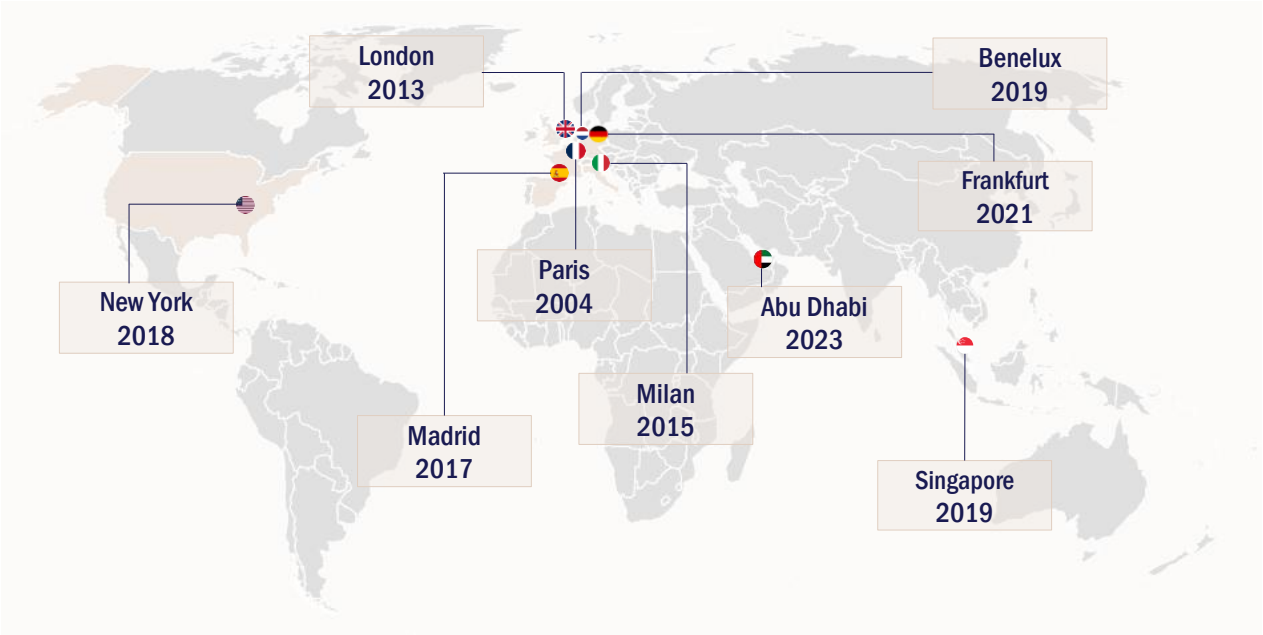 London
2013
Benelux
2019
Frankfurt
2021
New York
2018
Paris
2004
Abu Dhabi
2023
Milan
2015
Madrid
2017
Singapore
2019